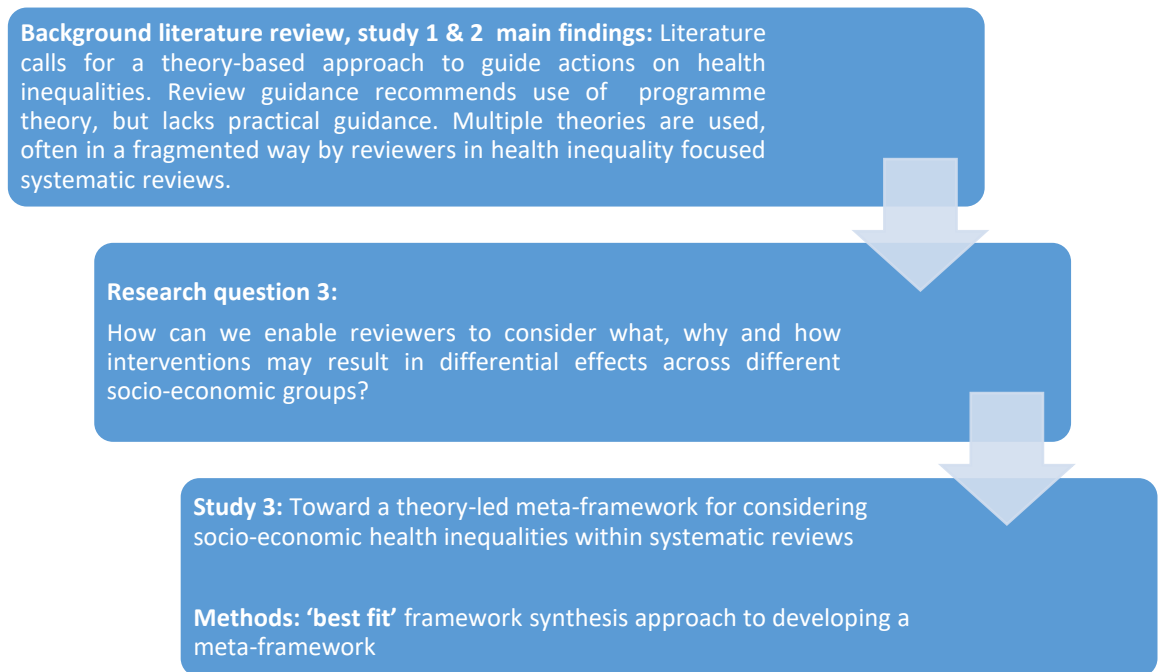 Background literature review, study 1 & 2 main findings: Literature
calls for a theory-based approach to guide actions on health
inequalities. Review guidance recommends use of programme
theory, but lacks practical guidance. Multiple theories are used,
often in a fragmented way by reviewers in health inequality focused
systematic reviews.
Research question 3:
How can we enable reviewers to consider what, why and how
interventions may result in differential effects across different
socio-economic groups?
Study 3: Toward a theory-led meta-framework for considering
socio-economic health inequalities within systematic reviews
Methods: ‘best fit’ framework synthesis approach to developing a
meta-framework